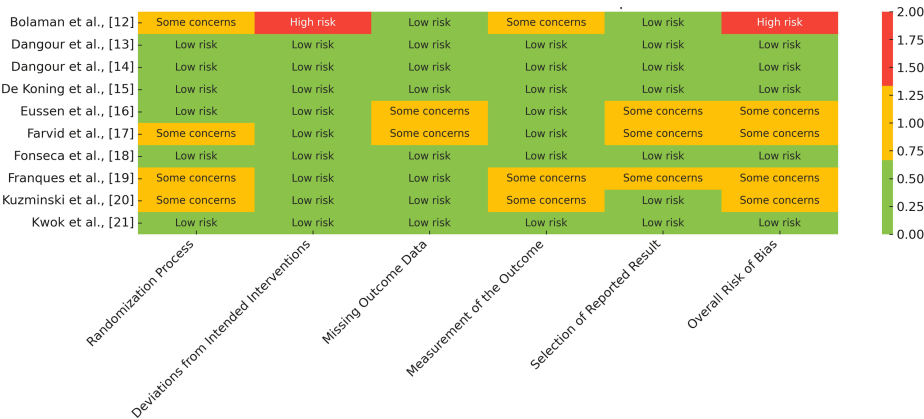 Bolaman et al., [12] Some concerns High risk Low risk Some concerns Low risk High risk
Dangour et al., [13] Low risk Low risk Low risk Low risk Low risk Low risk
Dangour et al., [14] Low risk Low risk Low risk Low risk Low risk Low risk
De Koning et al., [15] Low risk Low risk Low risk Low risk Low risk Low risk
Eussen et al., [16] Low risk Low risk Some concerns Low risk Some concerns Some concerns
Farvid et al., [17] Some concerns Low risk Some concerns Low risk Some concerns Some concerns
Fonseca et al., [18] Low risk Low risk Low risk Low risk Low risk Low risk
Franques et al., [19] Some concerns Low risk Low risk Some concerns Some concerns Some concerns
Kuzminski et al., [20] Some concerns Low risk Low risk Some concerns Low risk Some concerns
Kwok et al., [21] Low risk Low risk Low risk Low risk Low risk Low risk
Randomization Process
Deviations from Intended Interventions
Missing Outcome Data
Measurement of the Outcome
Selection of Reported Result
Overall Risk of Bias
2.00
1.75
1.50
1.25
1.00
0.75
0.50
0.25
0.00